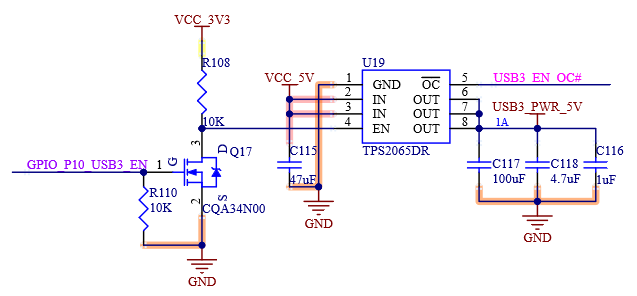 VCC_3V3
R108
10K
3
D
Q17
G
GPIO_P10_USB3_EN
1
S
2
CQA34N00
R110
10K
GND
VCC_5V
C115
47uF
GND
U19
1 GND OC 5
2 IN OUT 6
3 IN OUT 7
4 EN OUT 8
TPS2065DR
USB3_EN_OC#
USB3_PWR_5V
1A
C117
100uF
C118
4.7uF
C116
1uF
GND